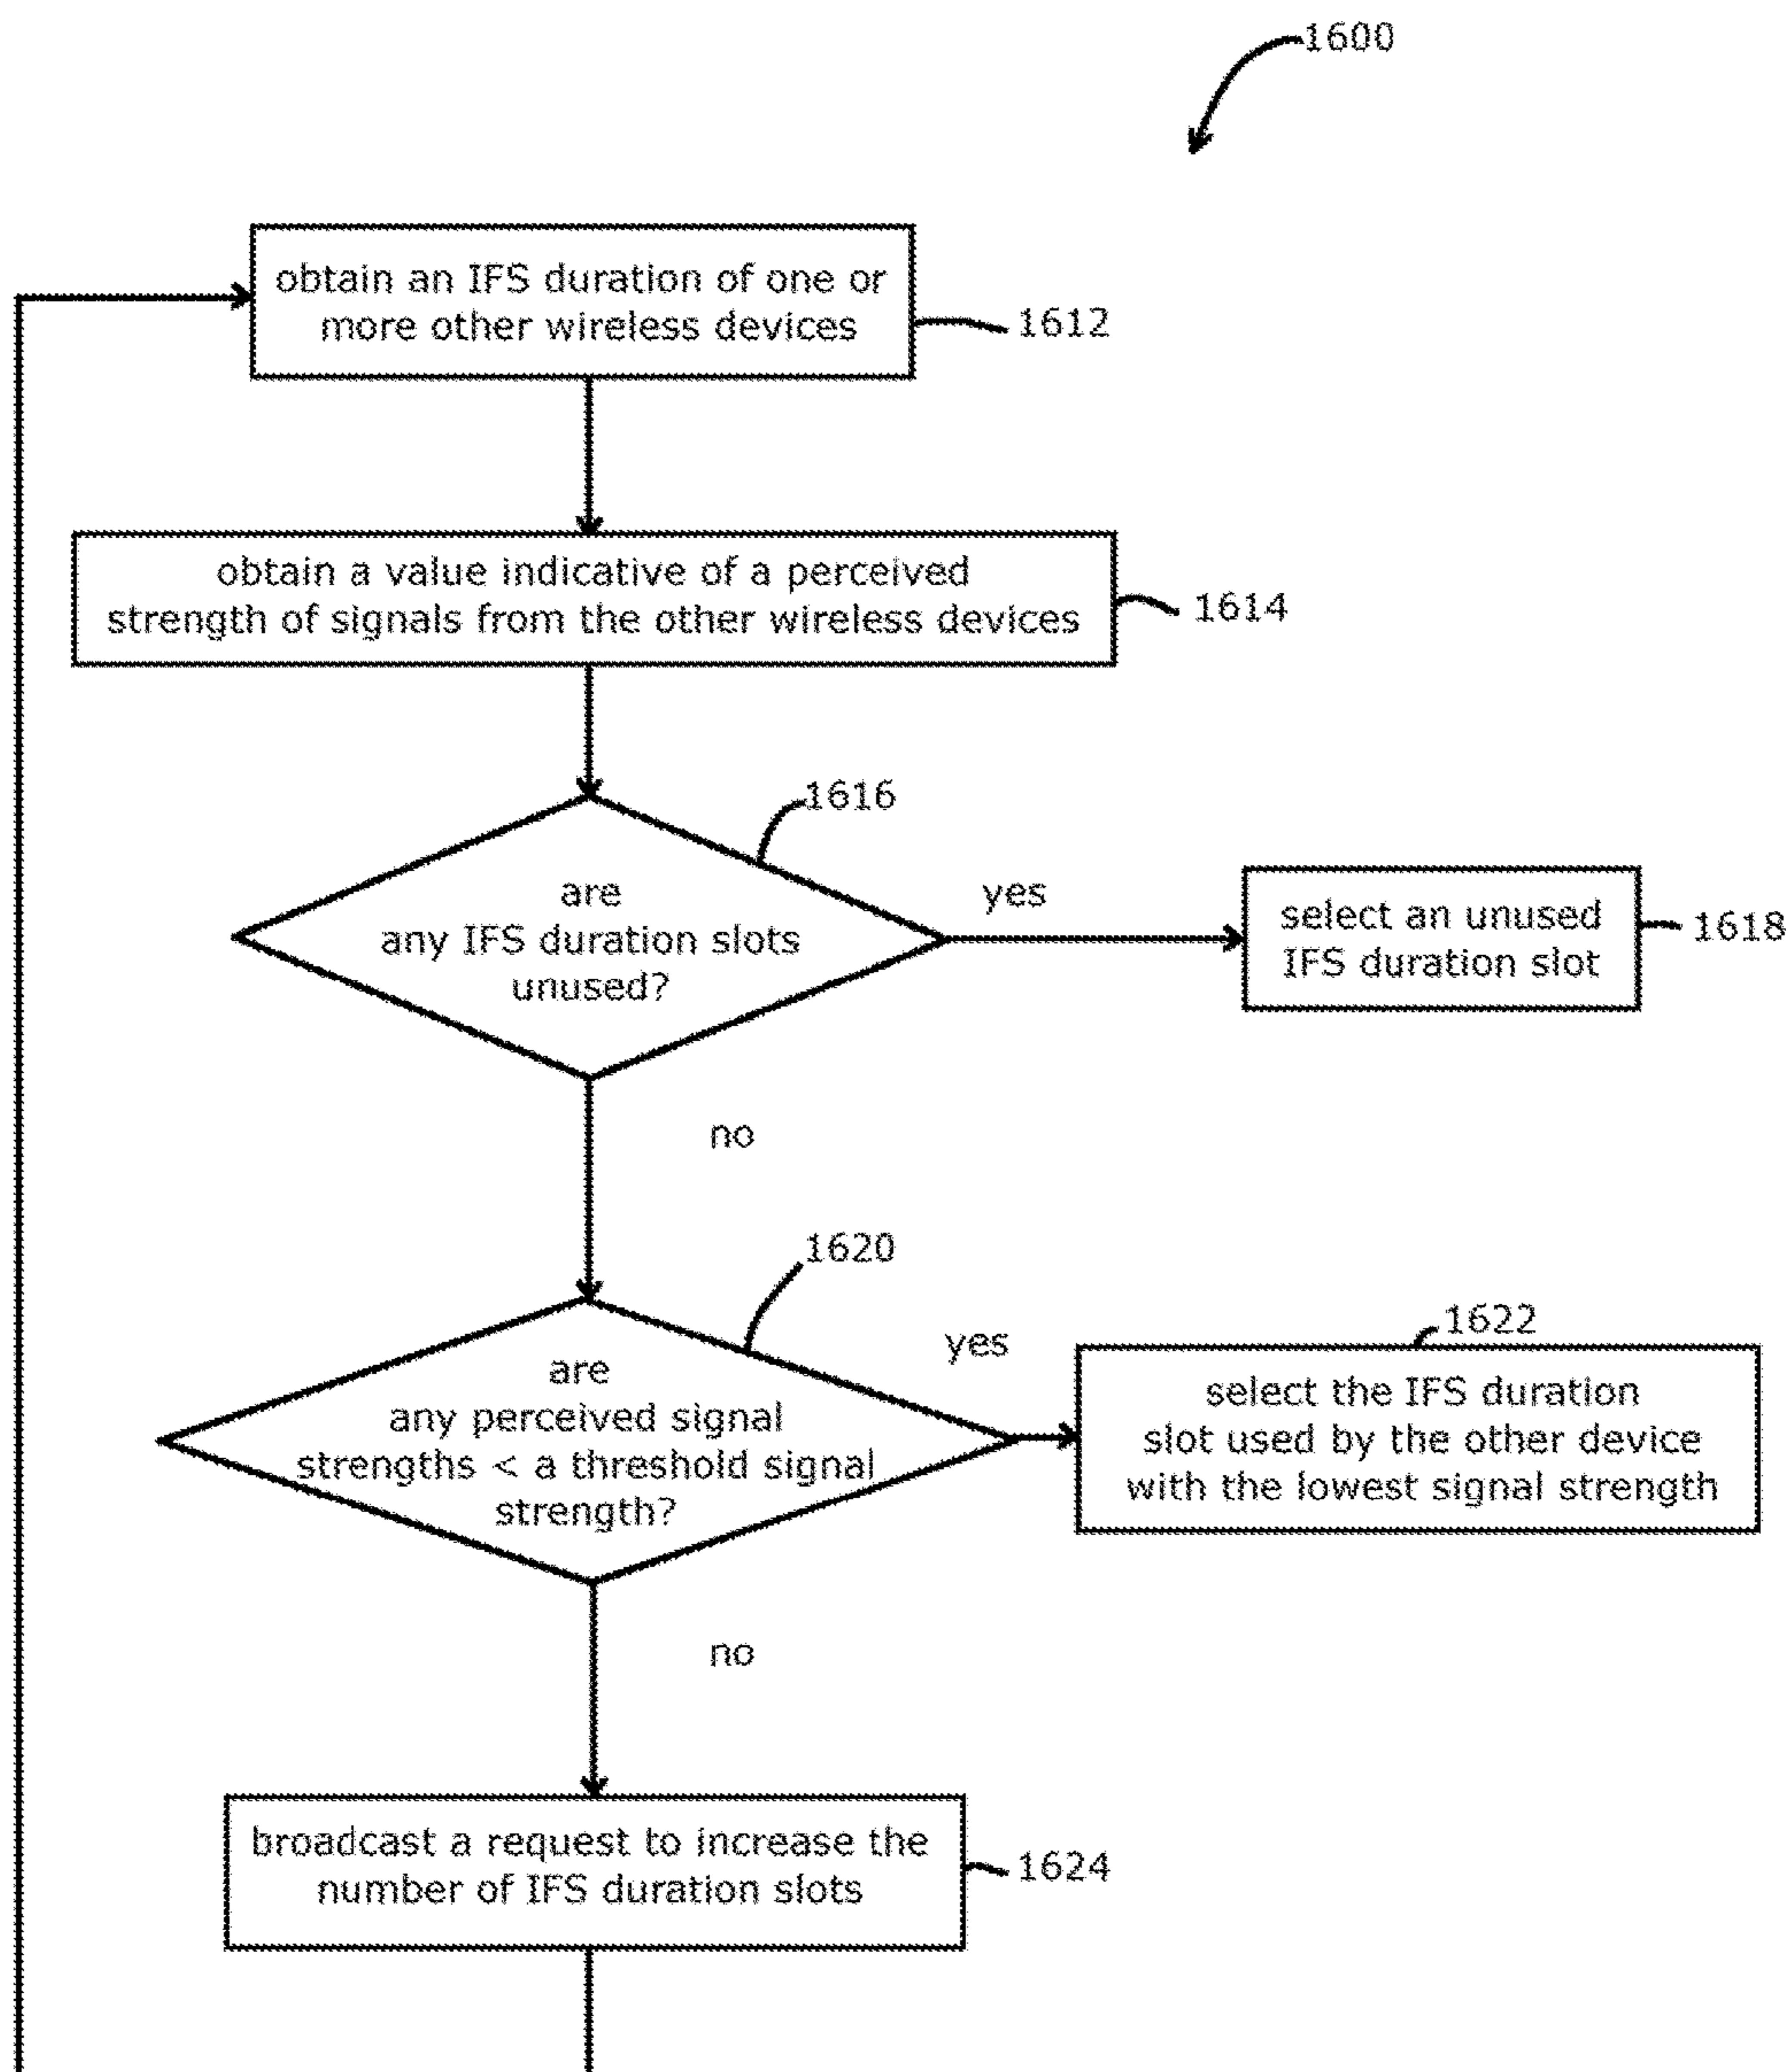 1600
obtain an IFS duration of one or
more other wireless devices
1612
obtain a value indicative of a perceived
strength of signals from the other wireless devices
1614
1616
are
any IFS duration slots
unused?
yes
select an unused
IFS duration slot
1618
no
1620
are
any perceived signal
strengths < a threshold signal
strength?
yes
1622
select the IFS duration
slot used by the other device
with the lowest signal strength
no
broadcast a request to increase the
number of IFS duration slots
1624